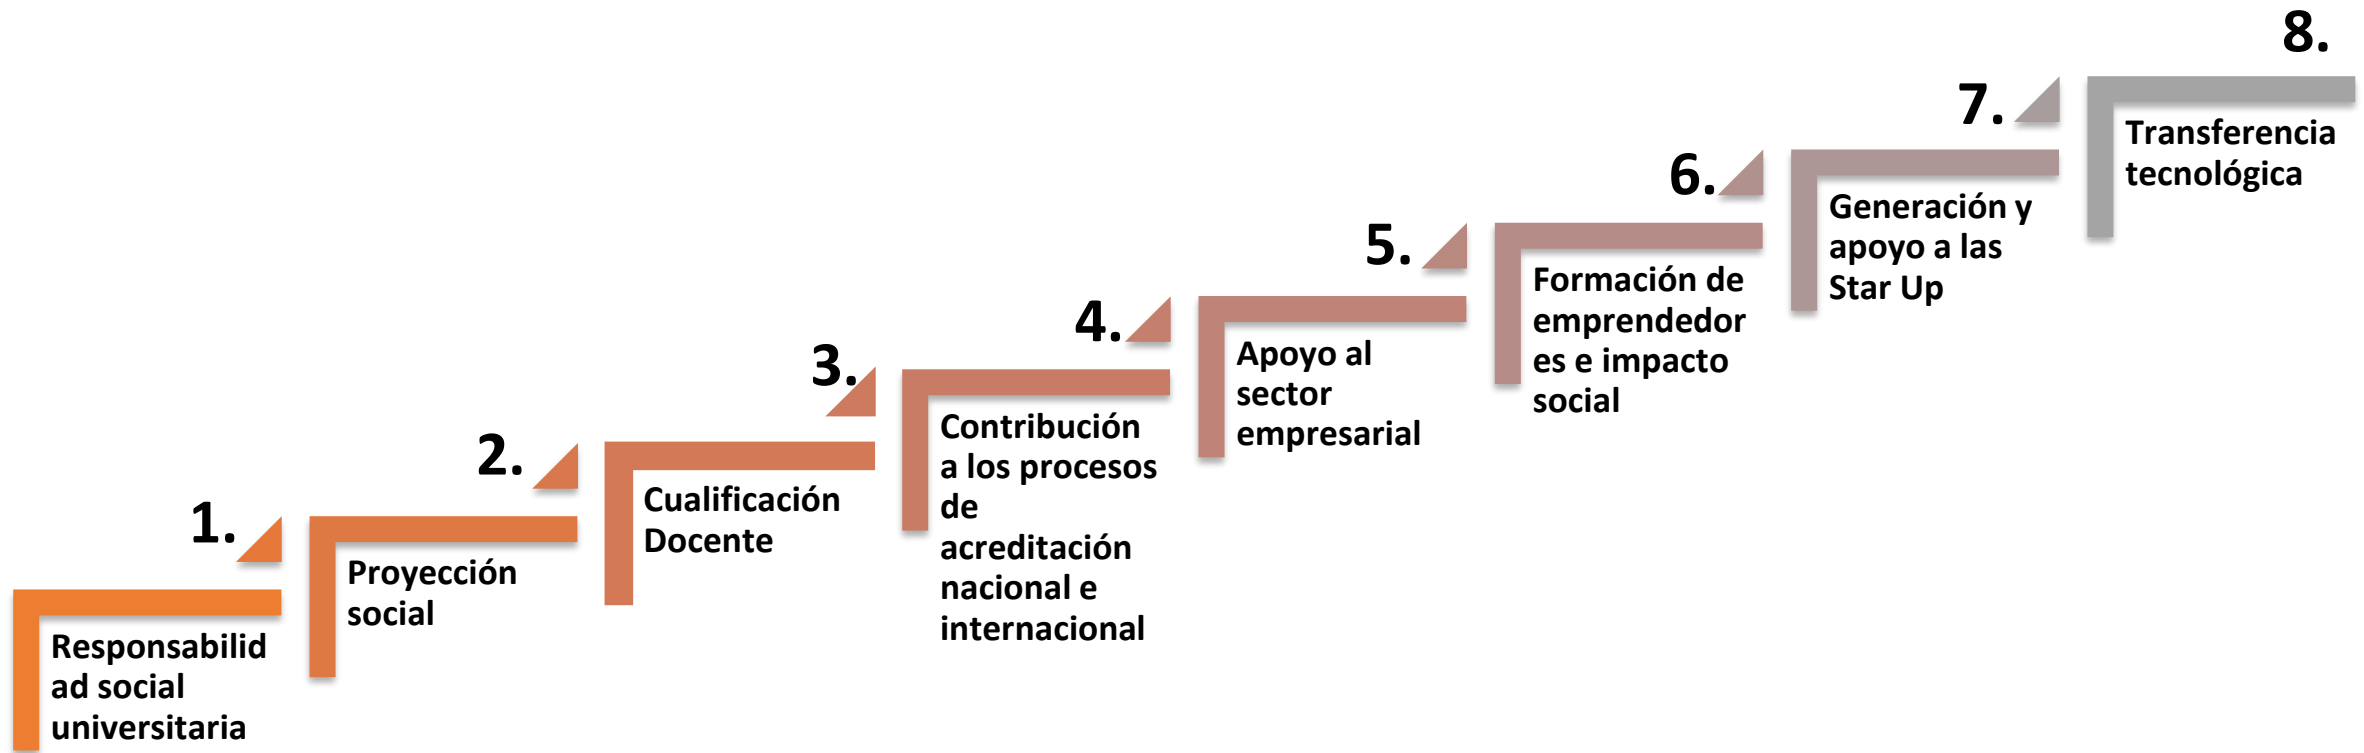 1.
Responsabilid
ad social
universitaria
2.
Proyección
social
3.
Cualificación
Docente
4.
Contribución
a los procesos
de
acreditación
nacional e
internacional
5.
Apoyo al
sector
empresarial
6.
Formación de
emprendedor
es e impacto
social
7.
Generación y
apoyo a las
Star Up
8.
Transferencia
tecnológica